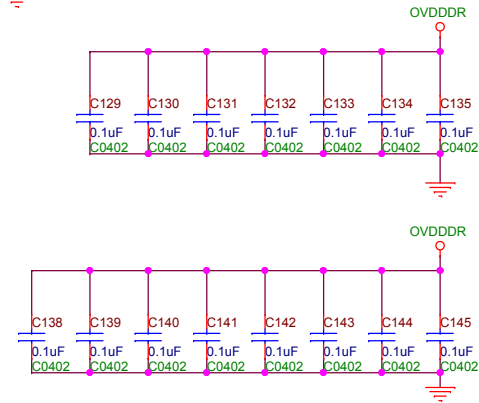 OVDDDR
C129 C130 C131 C132 C133 C134 C135
0.1uF 0.1uF 0.1uF 0.1uF 0.1uF 0.1uF 0.1uF
C0402 C0402 C0402 C0402 C0402 C0402 C0402
OVDDDR
C138 C139 C140 C141 C142 C143 C144 C145
0.1uF 0.1uF 0.1uF 0.1uF 0.1uF 0.1uF 0.1uF 0.1uF
C0402 C0402 C0402 C0402 C0402 C0402 C0402 C0402